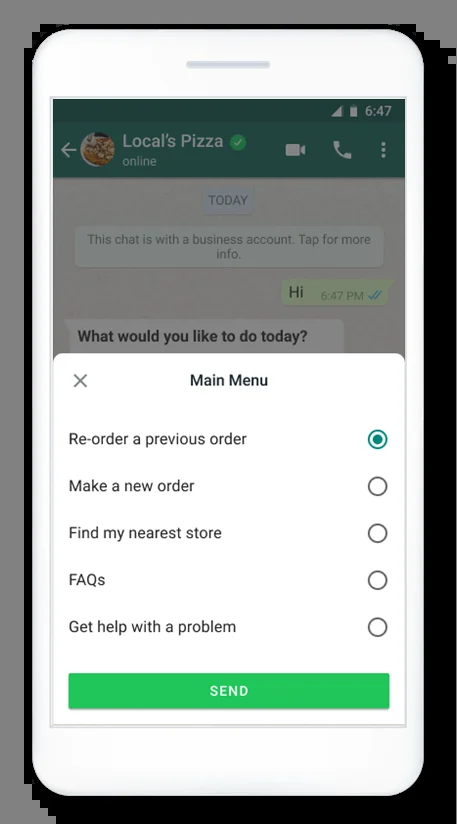 6:47
Local's Pizza
online
TODAY
This chat is with a business account. Tap for more
info.
Hi 6:47 PM
What would you like to do today?
Main Menu
Re-order a previous order
Make a new order
Find my nearest store
FAQs
Get help with a problem
SEND